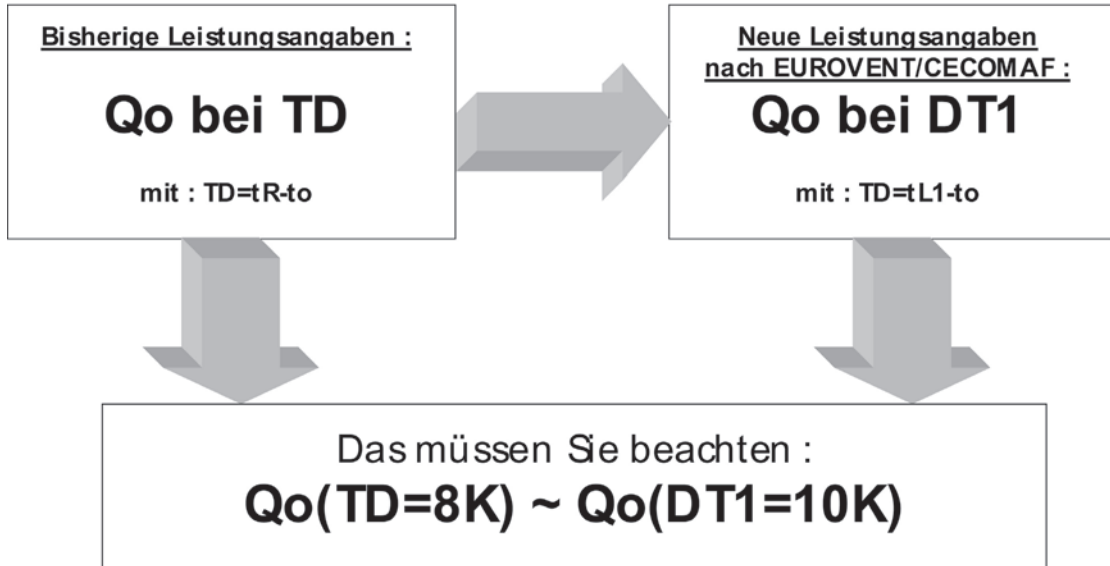 Bisherige Leistungsangaben :
Qo bei TD
mit : TD=tR-to
Neue Leistungsangaben
nach EUROVENT/CECOMAF :
Qo bei DT1
mit : TD=tL1-to
Das müssen Sie beachten :
Qo(TD=8K) ~ Qo(DT1=10K)